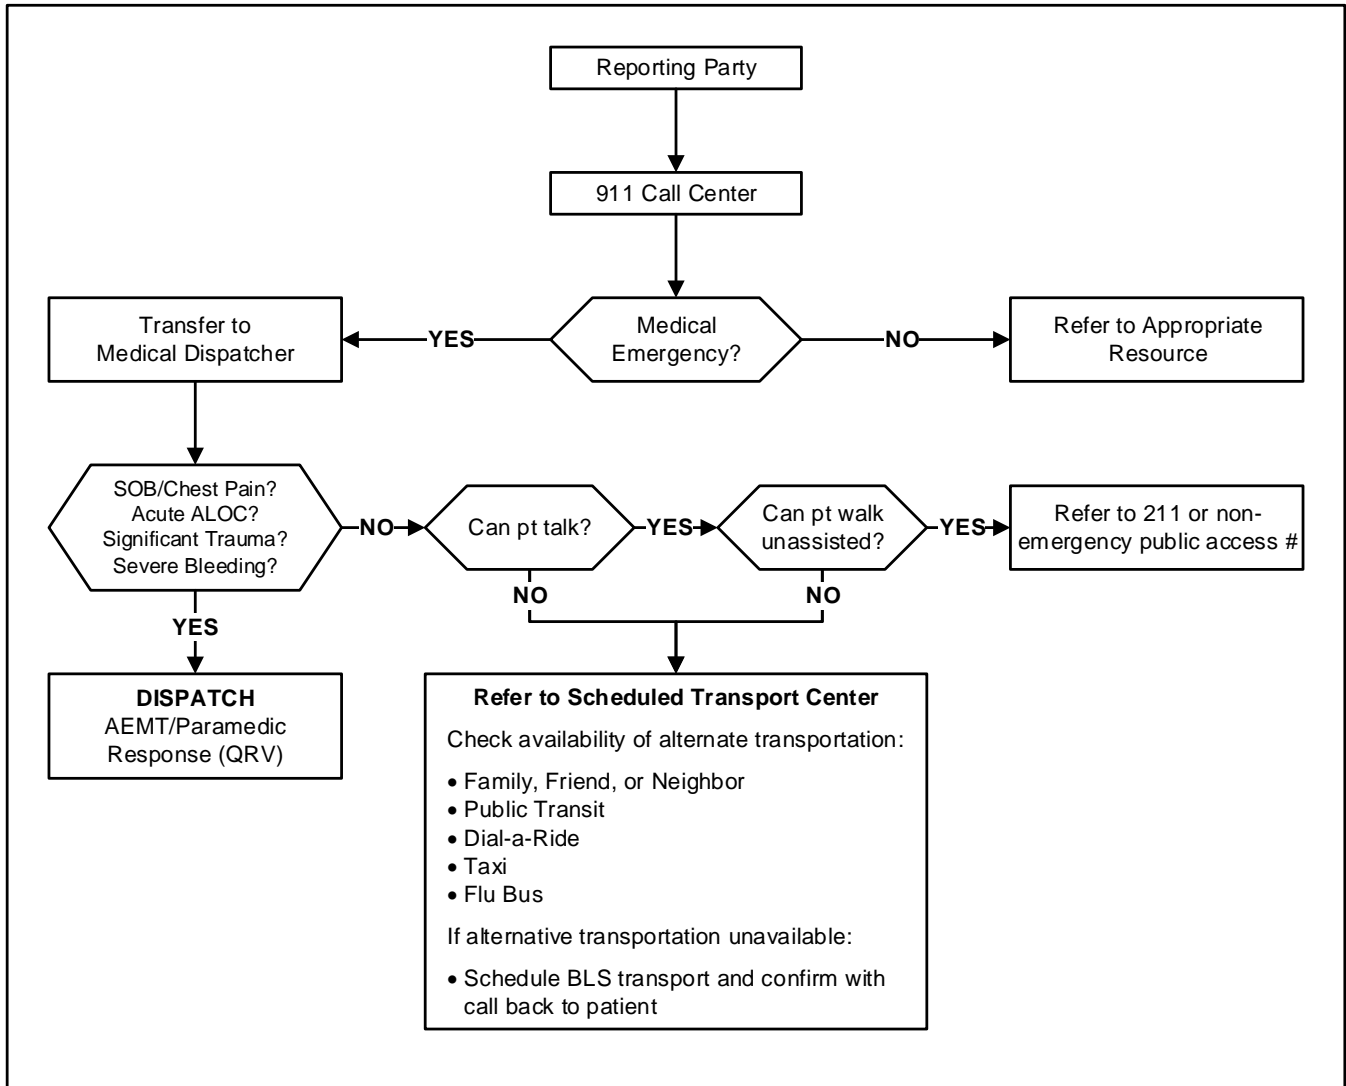 Reporting Party
911 Call Center
Medical
Emergency?
YES
NO
Transfer to
Medical Dispatcher
Refer to Appropriate
Resource
SOB/Chest Pain?
Acute ALOC?
Significant Trauma?
Severe Bleeding?
NO
Can pt talk?
YES
Can pt walk
unassisted?
YES
Refer to 211 or non-
emergency public access #
NO
NO
YES
DISPATCH
AEMT/Paramedic
Response (QRV)
Refer to Scheduled Transport Center
Check availability of alternate transportation:
• Family, Friend, or Neighbor
• Public Transit
• Dial-a-Ride
• Taxi
• Flu Bus
If alternative transportation unavailable:
• Schedule BLS transport and confirm with
call back to patient